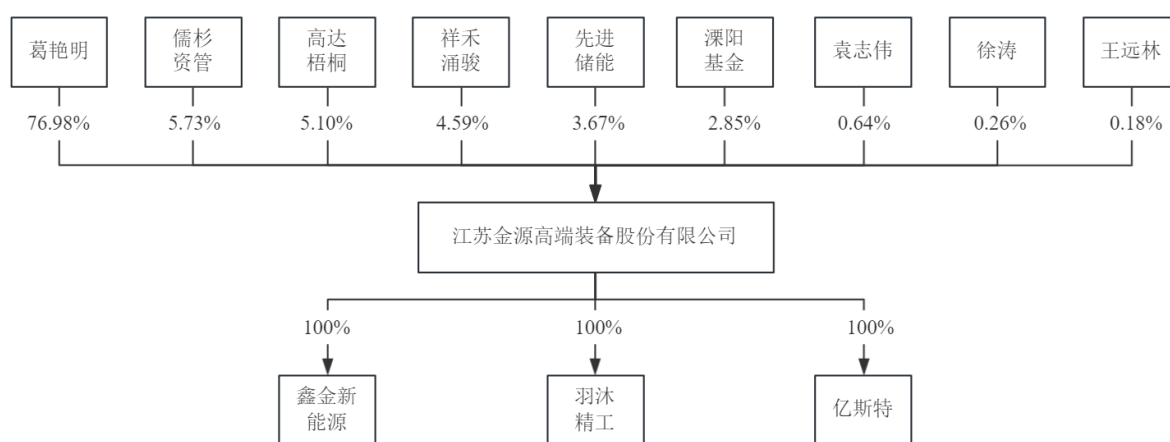 葛艳明
儒杉
资管
高达
梧桐
祥禾
涌骏
先进
储能
溧阳
基金
袁志伟
徐涛
王远林
76.98%
5.73%
5.10%
4.59%
3.67%
2.85%
0.64%
0.26%
0.18%
江苏金源高端装备股份有限公司
100%
100%
100%
鑫金新
能源
羽沐
精工
亿斯特